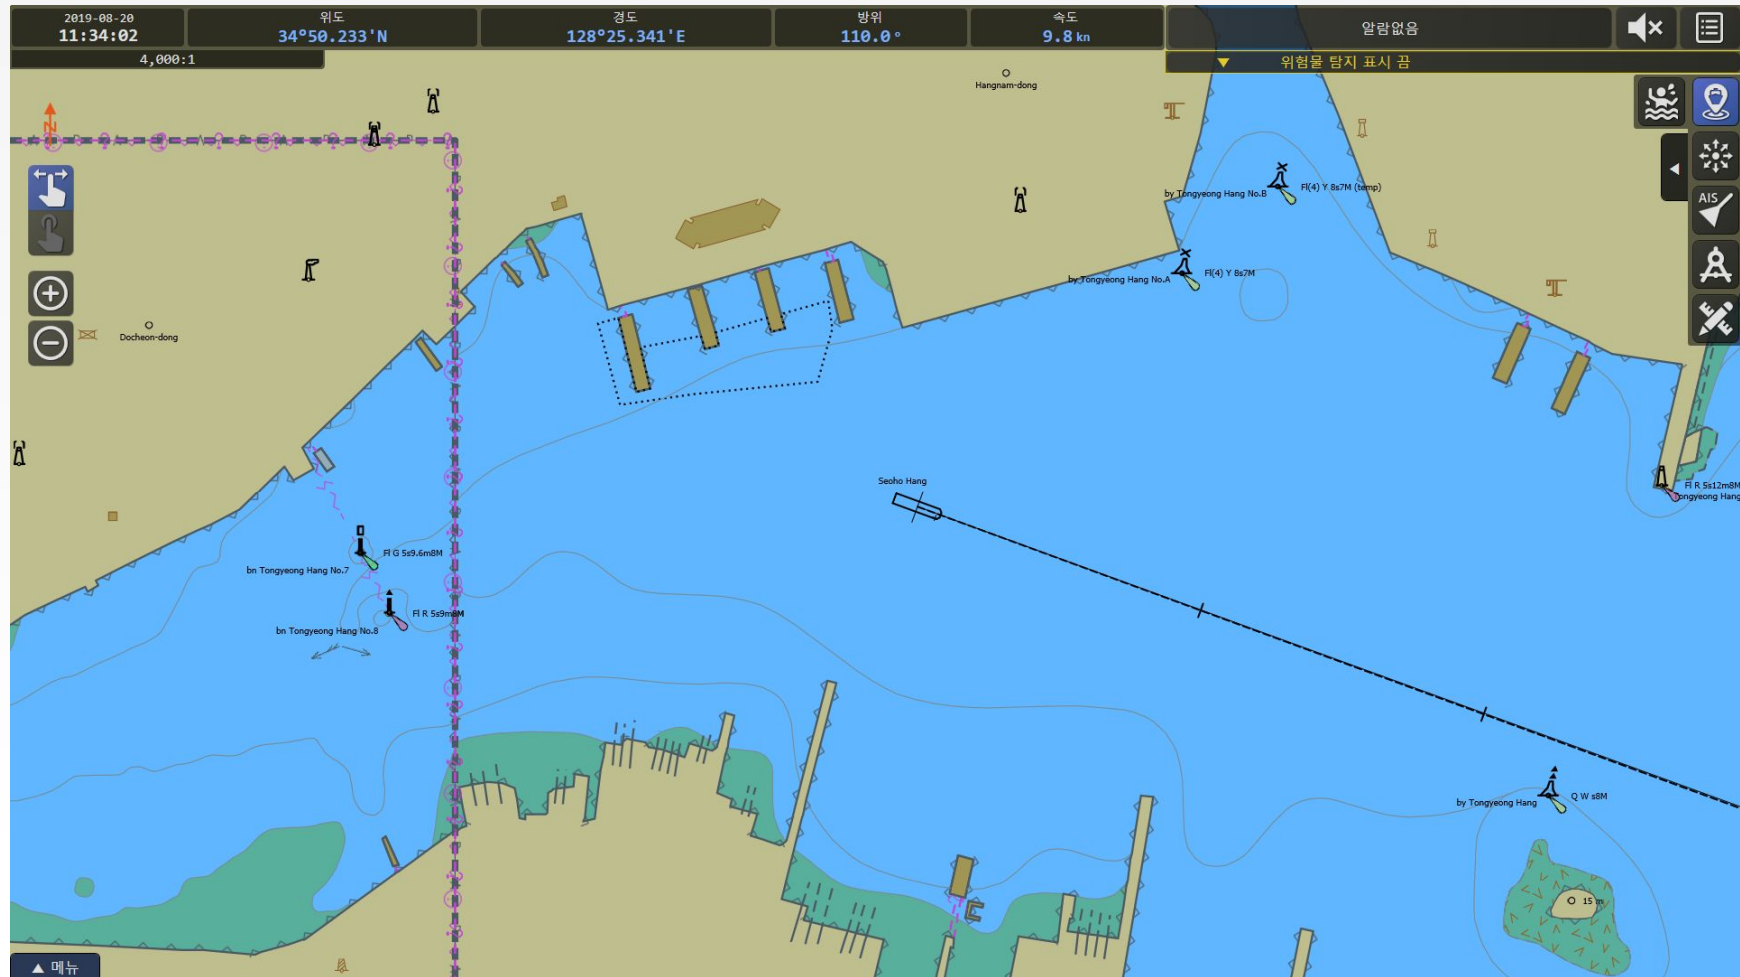 2019-08-20
11:34:02
위도
34°50.233'N
경도
128°25.341'E
방위
110.0°
속도
9.8 kn
알람없음
4,000:1
위험물 탐지 표시 끔
Hangnam-dong
N
AIS
by Tongyeong Hang No.B
Fl(4) Y 8s7M (temp)
by Tongyeong Hang No.A
Fl(4) Y 8s7M
Docheon-dong
Seoho Hang
Fl R 5s12m8M
ongyeong Hang
Fl G 5s9.6m8M
bn Tongyeong Hang No.7
Fl R 5s9m8M
bn Tongyeong Hang No.8
by Tongyeong Hang
Q W s8M
15 m
메뉴